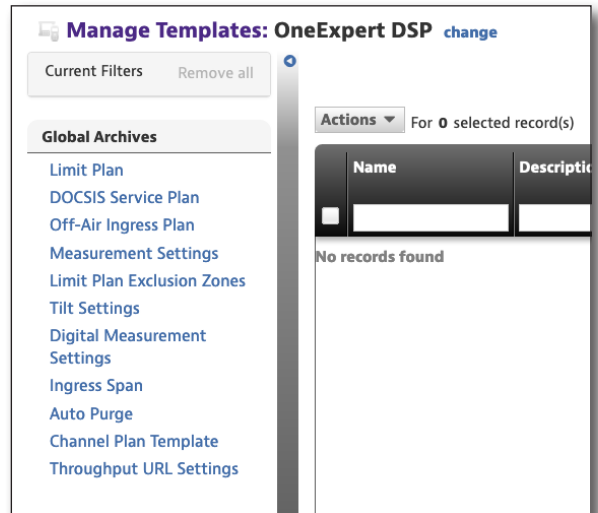 Manage Templates: OneExpert DSP change
Current Filters Remove all
Actions For 0 selected record(s)
Global Archives
Name
Limit Plan
DOCSIS Service Plan
Off-Air Ingress Plan
Measurement Settings
No records found
Limit Plan Exclusion Zones
Tilt Settings
Digital Measurement
Settings
Ingress Span
Auto Purge
Channel Plan Template
Throughput URL Settings